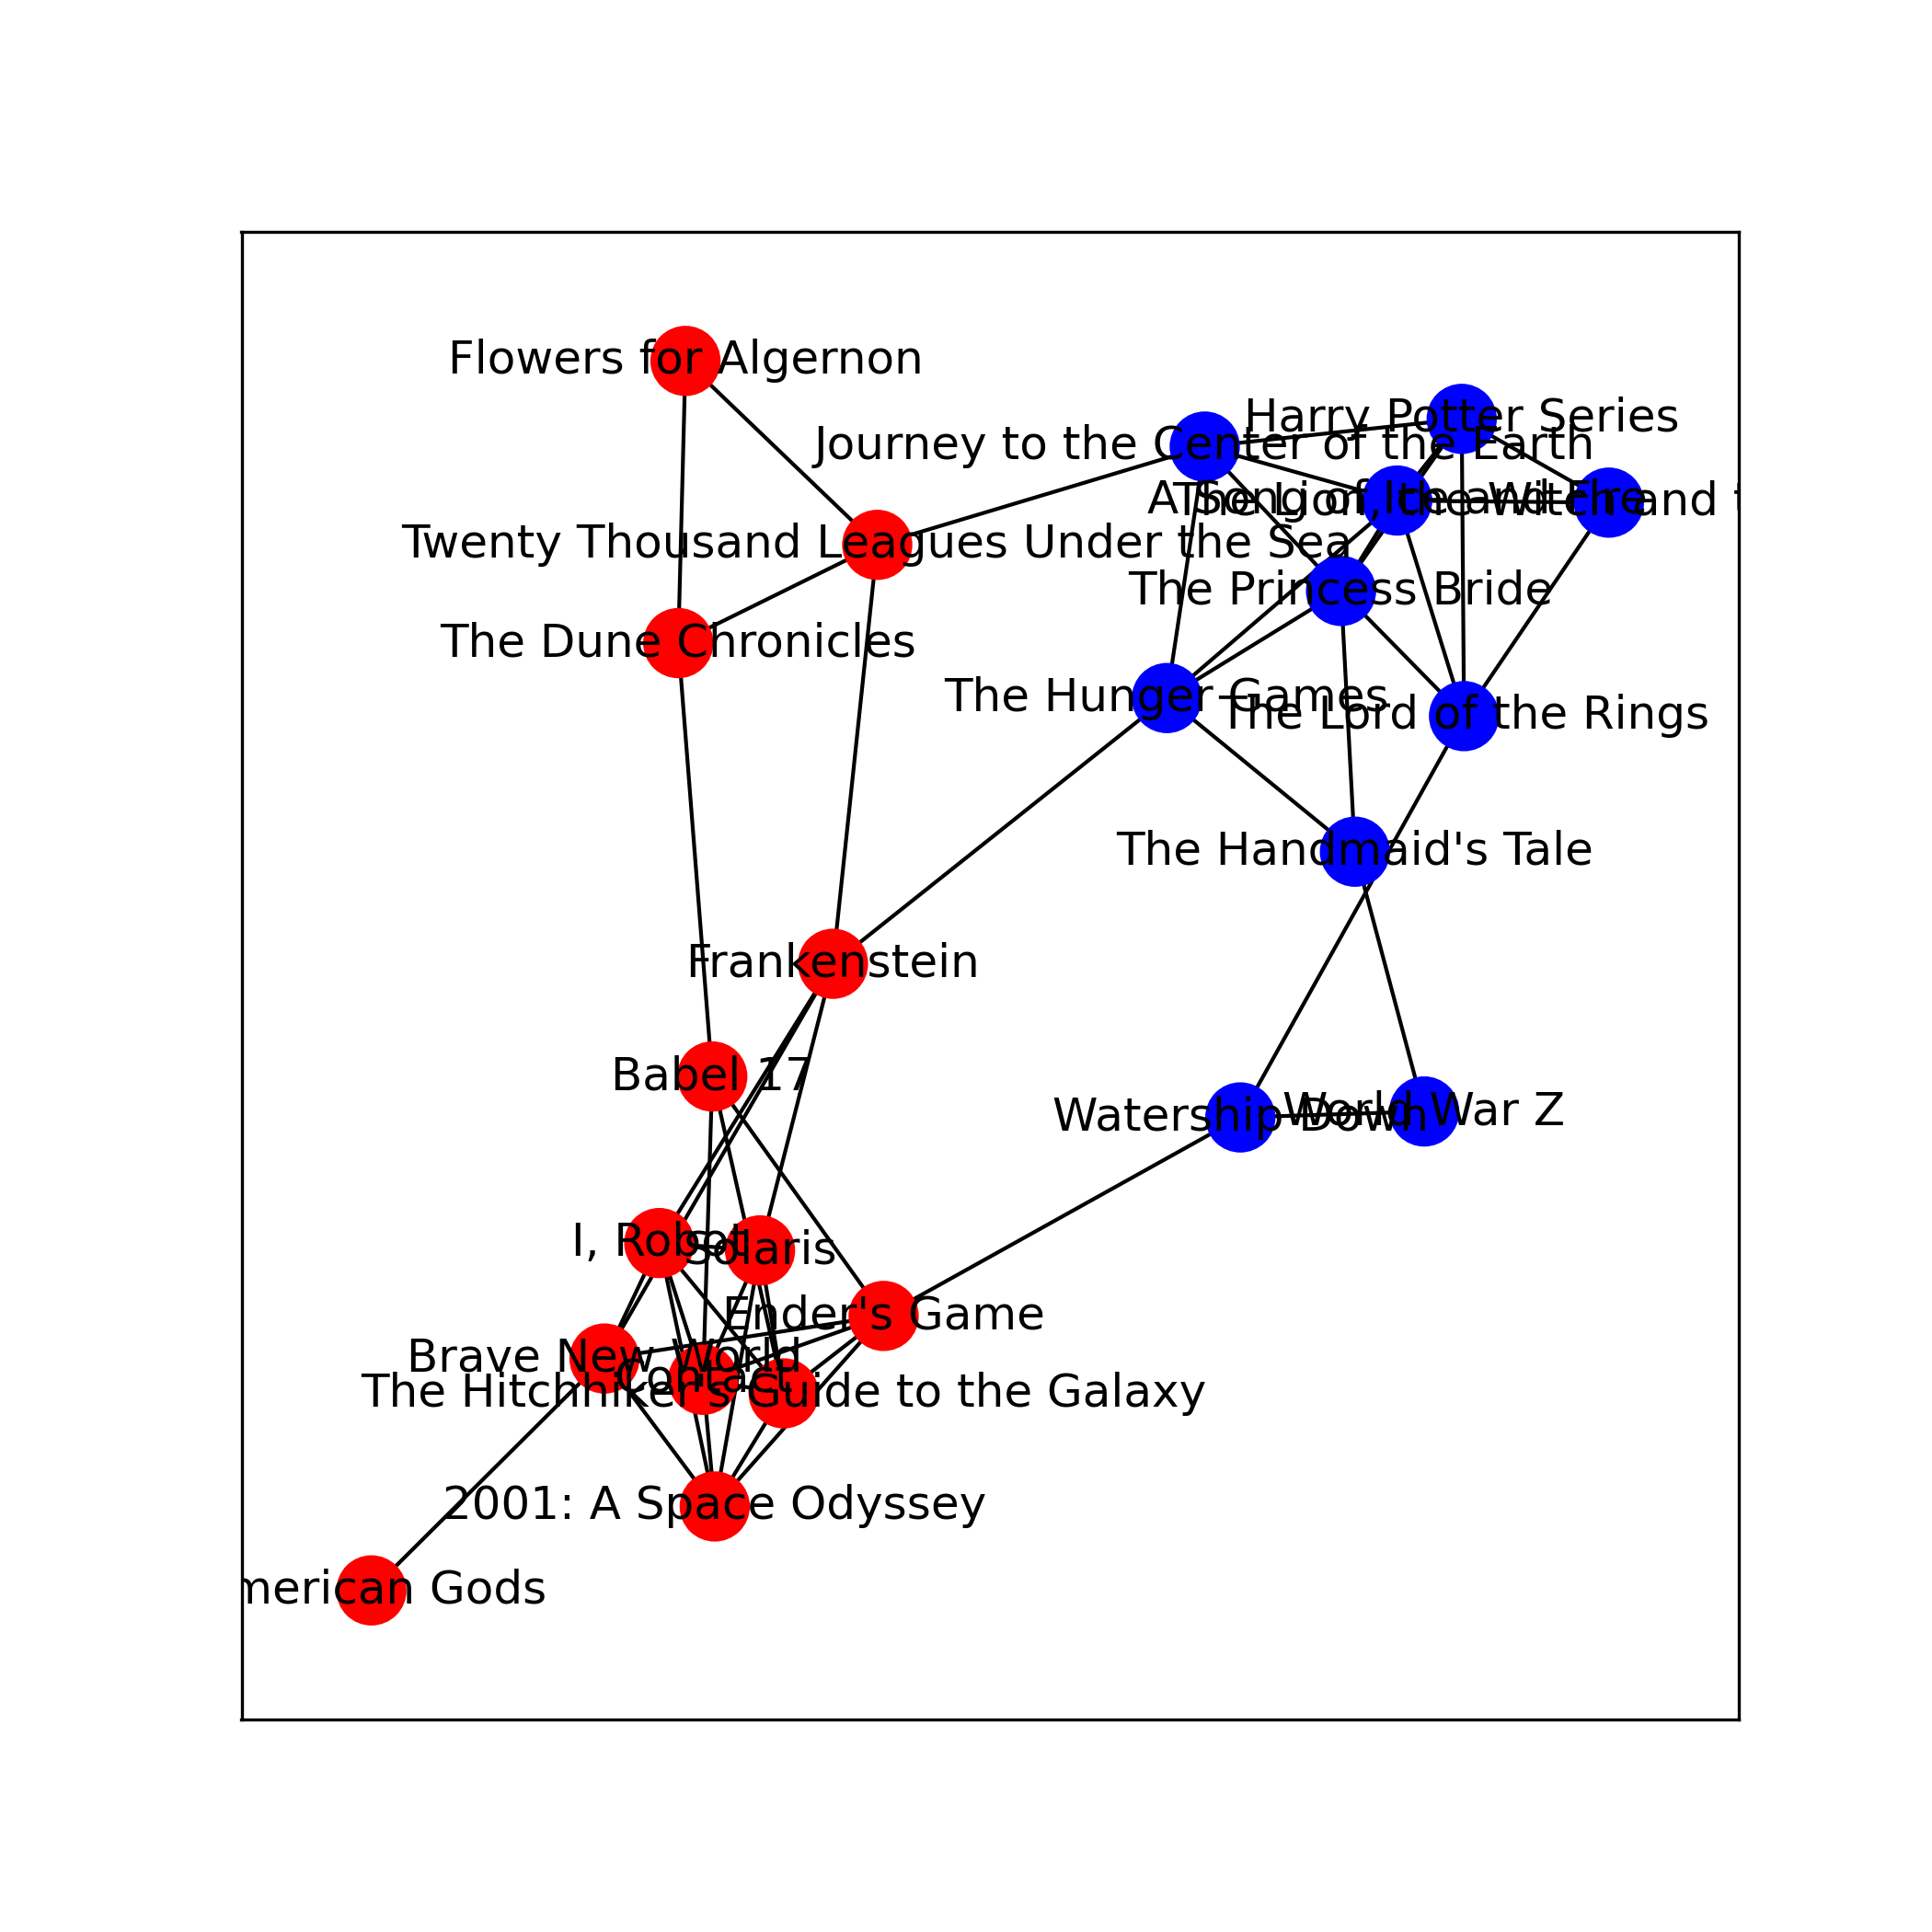 Flowers for Algernon
Harry Potter Series
Journey to the Center of the Earth
A Song of Ice and Fire
The Lion, the Witch and t
Twenty Thousand Leagues Under the Sea
The Princess Bride
The Dune Chronicles
The Hunger Games
The Lord of the Rings
The Handmaid's Tale
Frankenstein
Babel 17
World War Z
Watership Down
I, Robot
Solaris
Ender's Game
Brave New World
Contact
The Hitchhiker's Guide to the Galaxy
2001: A Space Odyssey
merican Gods